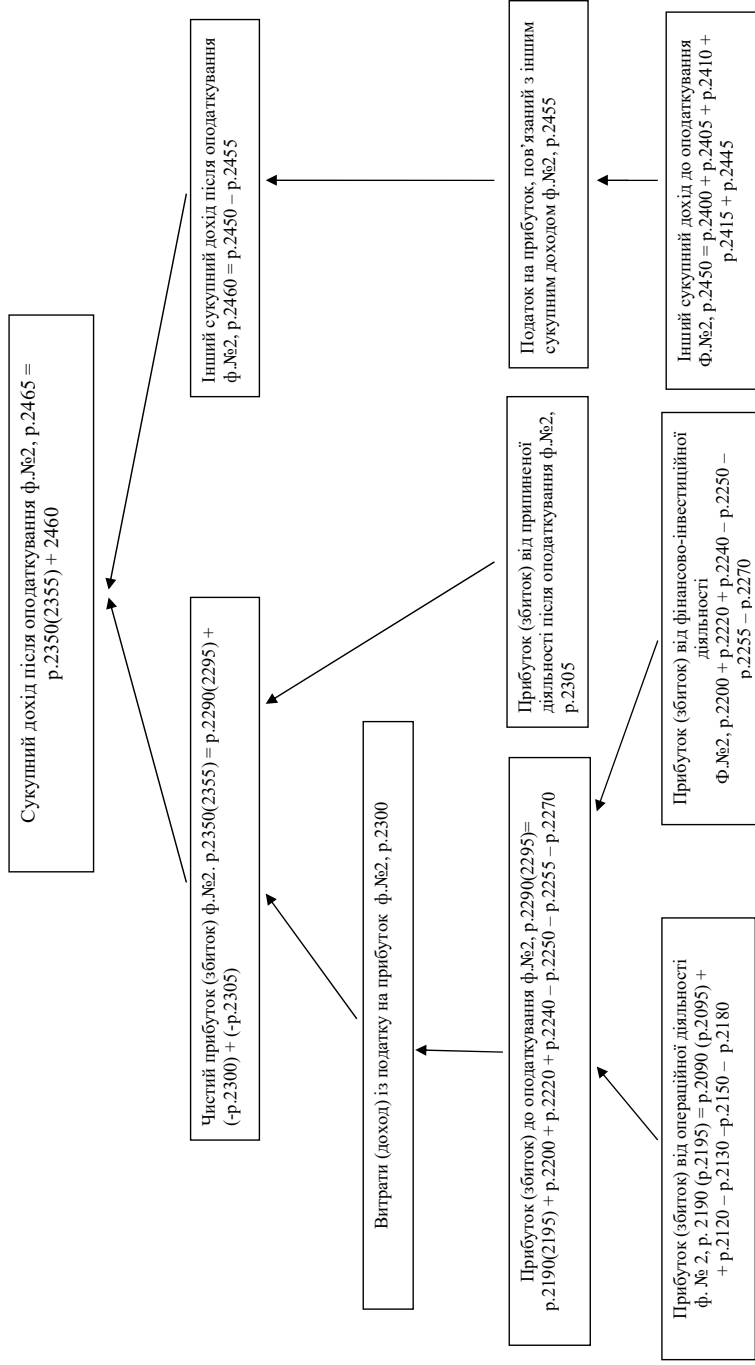 Сукупний дохід після оподаткування ф.№2, р.2465 =
р.2350(2355) + 2460
Чистий прибуток (збиток) ф.№2. р.2350(2355) = р.2290(2295) +
(-р.2300) + (-р.2305)
Інший сукупний дохід після оподаткування
ф.№2, р.2460 = р.2450 – р.2455
Витрати (доход) із податку на прибуток ф.№2, р.2300
Прибуток (збиток) до оподаткування ф.№2, р.2290(2295)=
р.2190(2195) + р.2200 + р.2220 + р.2240 – р.2250 – р.2255 – р.2270
Прибуток (збиток) від припиненої
діяльності після оподаткування ф.№2,
р.2305
Податок на прибуток, пов’язаний з іншим
сукупним доходом ф.№2, р.2455
Прибуток (збиток) від операційної діяльності
ф. № 2, р. 2190 (р.2195) = р.2090 (р.2095) +
+ р.2120 – р.2130 –р.2150 – р.2180
Прибуток (збиток) від фінансово-інвестиційної
діяльності
Ф.№2, р.2200 + р.2220 + р.2240 – р.2250 –
р.2255 – р.2270
Інший сукупний дохід до оподаткування
Ф.№2, р.2450 = р.2400 + р.2405 + р.2410 +
р.2415 + р.2445